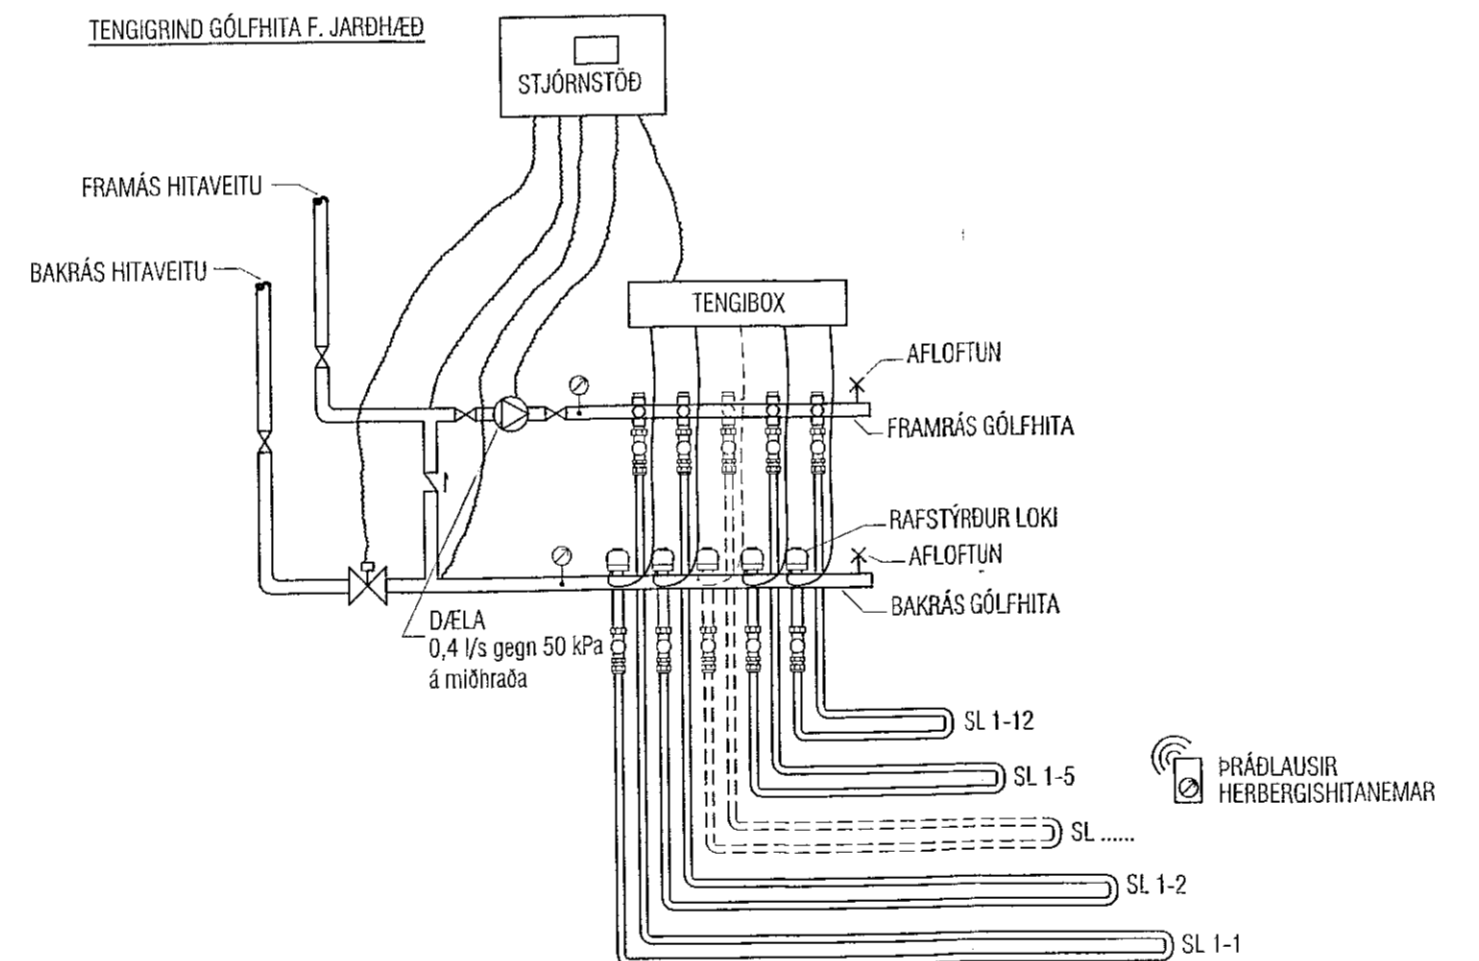 TENGIGRIND GÓLFHITA F. JARÐHÆÐ
STJÓRNSTÖÐ
FRAMÁS HITAVEITU
BAKRÁS HITAVEITU
TENGIBOX
AFLOFTUN
FRAMRÁS GÓLFHITA
RAFSTÝRÐUR LOKI
AFLOFTUN
BAKRÁS GÓLFHITA
DÆLA
0,4 l/s gegn 50 kPa
á miðhraða
SL 1-12
SL 1-5
ÞRÁÐLAUSIR
HERBERGISHITANEMAR
SL ......
SL 1-2
SL 1-1